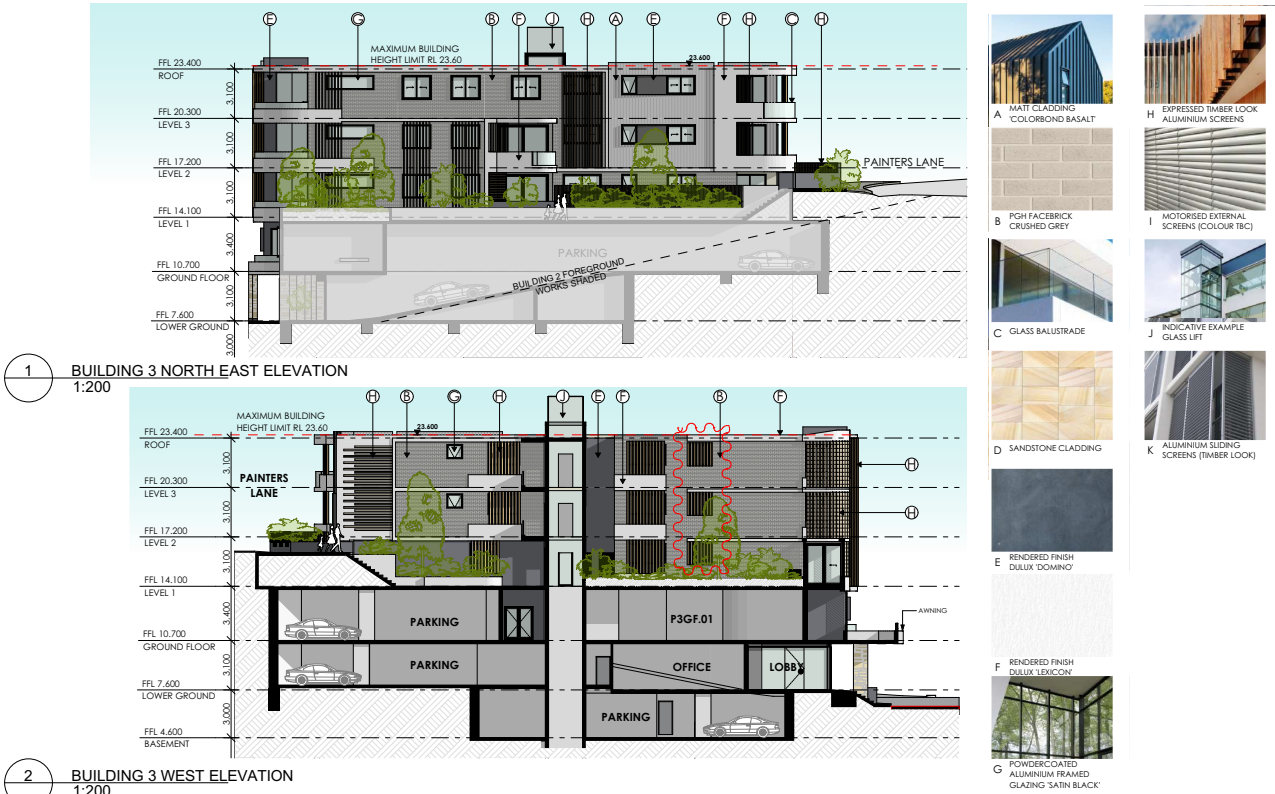 E G B F J H A E F H C H
MAXIMUM BUILDING
HEIGHT LIMIT RL 23.60
23.600
FFL 23.400
ROOF
3.100
FFL 20.300
LEVEL 3
3.100
FFL 17.200
LEVEL 2
3.100
FFL 14.100
LEVEL 1
3.400
FFL 10.700
GROUND FLOOR
3.100
FFL 7.600
LOWER GROUND
3.000
PAINTERS LANE
PARKING
BUILDING 2 FOREGROUND
WORKS SHADED
1 BUILDING 3 NORTH EAST ELEVATION
1:200
H B G H J E F B F
MAXIMUM BUILDING
HEIGHT LIMIT RL 23.60
23.600
FFL 23.400
ROOF
3.100
FFL 20.300
LEVEL 3
3.100
FFL 17.200
LEVEL 2
3.100
FFL 14.100
LEVEL 1
3.400
FFL 10.700
GROUND FLOOR
3.100
FFL 7.600
LOWER GROUND
3.000
FFL 4.600
BASEMENT
PAINTERS
LANE
H
H
PARKING
P3GF.01
AWNING
PARKING
OFFICE
LOBBY
PARKING
2 BUILDING 3 WEST ELEVATION
1:200
A MATT CLADDING
'COLORBOND BASALT'
B PGH FACEBRICK
CRUSHED GREY
C GLASS BALUSTRADE
D SANDSTONE CLADDING
E RENDERED FINISH
DULUX 'DOMINO'
F RENDERED FINISH
DULUX 'LEXICON'
G POWDERCOATED
ALUMINIUM FRAMED
GLAZING 'SATIN BLACK'
H EXPRESSED TIMBER LOOK
ALUMINIUM SCREENS
I MOTORISED EXTERNAL
SCREENS (COLOUR TBC)
J INDICATIVE EXAMPLE
GLASS LIFT
K ALUMINIUM SLIDING
SCREENS (TIMBER LOOK)